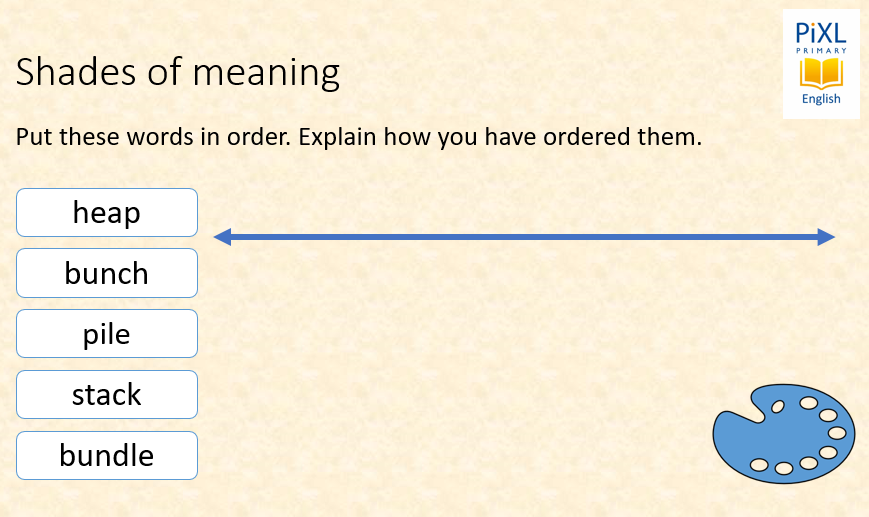 PiXL
PRIMARY
English
Shades of meaning
Put these words in order. Explain how you have ordered them.
heap
bunch
pile
stack
bundle